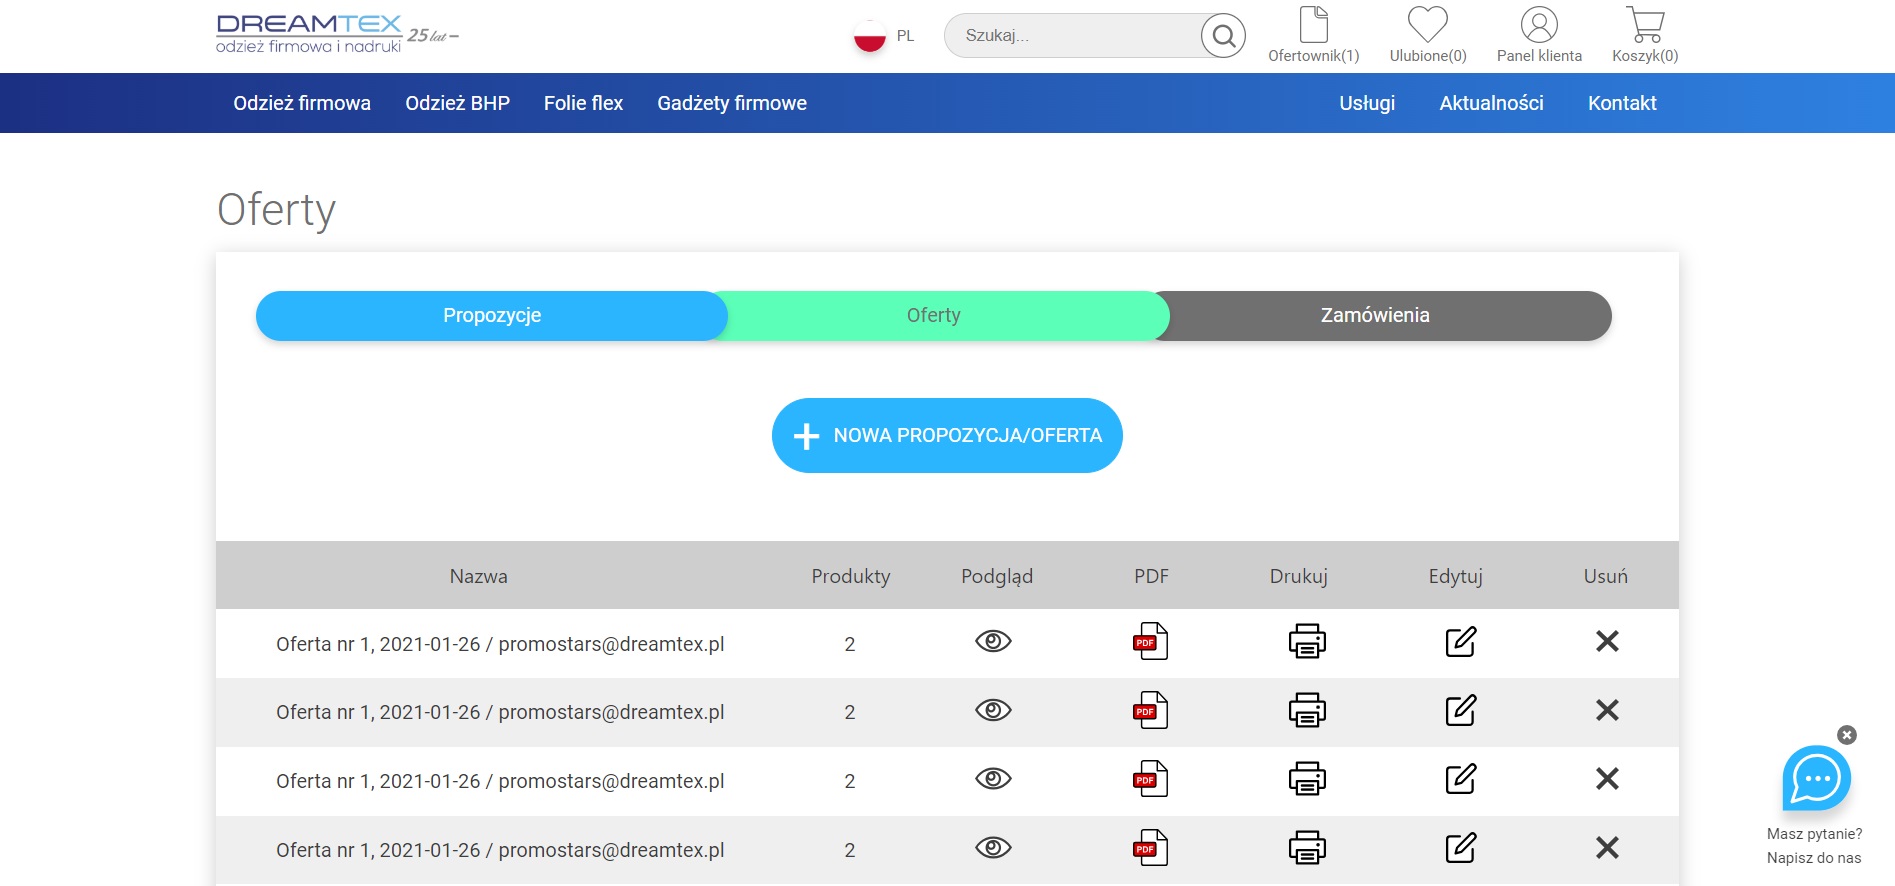 DREAMTEX 25 lat
odzież firmowa i nadruki
PL
Szukaj...
Ofertownik(1)
Ulubione(0)
Panel klienta
Koszyk(0)
Odzież firmowa
Odzież BHP
Folie flex
Gadżety firmowe
Usługi
Aktualności
Kontakt
Oferty
Propozycje
Oferty
Zamówienia
NOWA PROPOZYCJA/OFERTA
Nazwa Produkty Podgląd PDF Drukuj Edytuj Usuń
Oferta nr 1, 2021-01-26 / promostars@dreamtex.pl 2 PDF
Oferta nr 1, 2021-01-26 / promostars@dreamtex.pl 2 PDF
Oferta nr 1, 2021-01-26 / promostars@dreamtex.pl 2 PDF
Oferta nr 1, 2021-01-26 / promostars@dreamtex.pl 2 PDF
Masz pytanie?
Napisz do nas